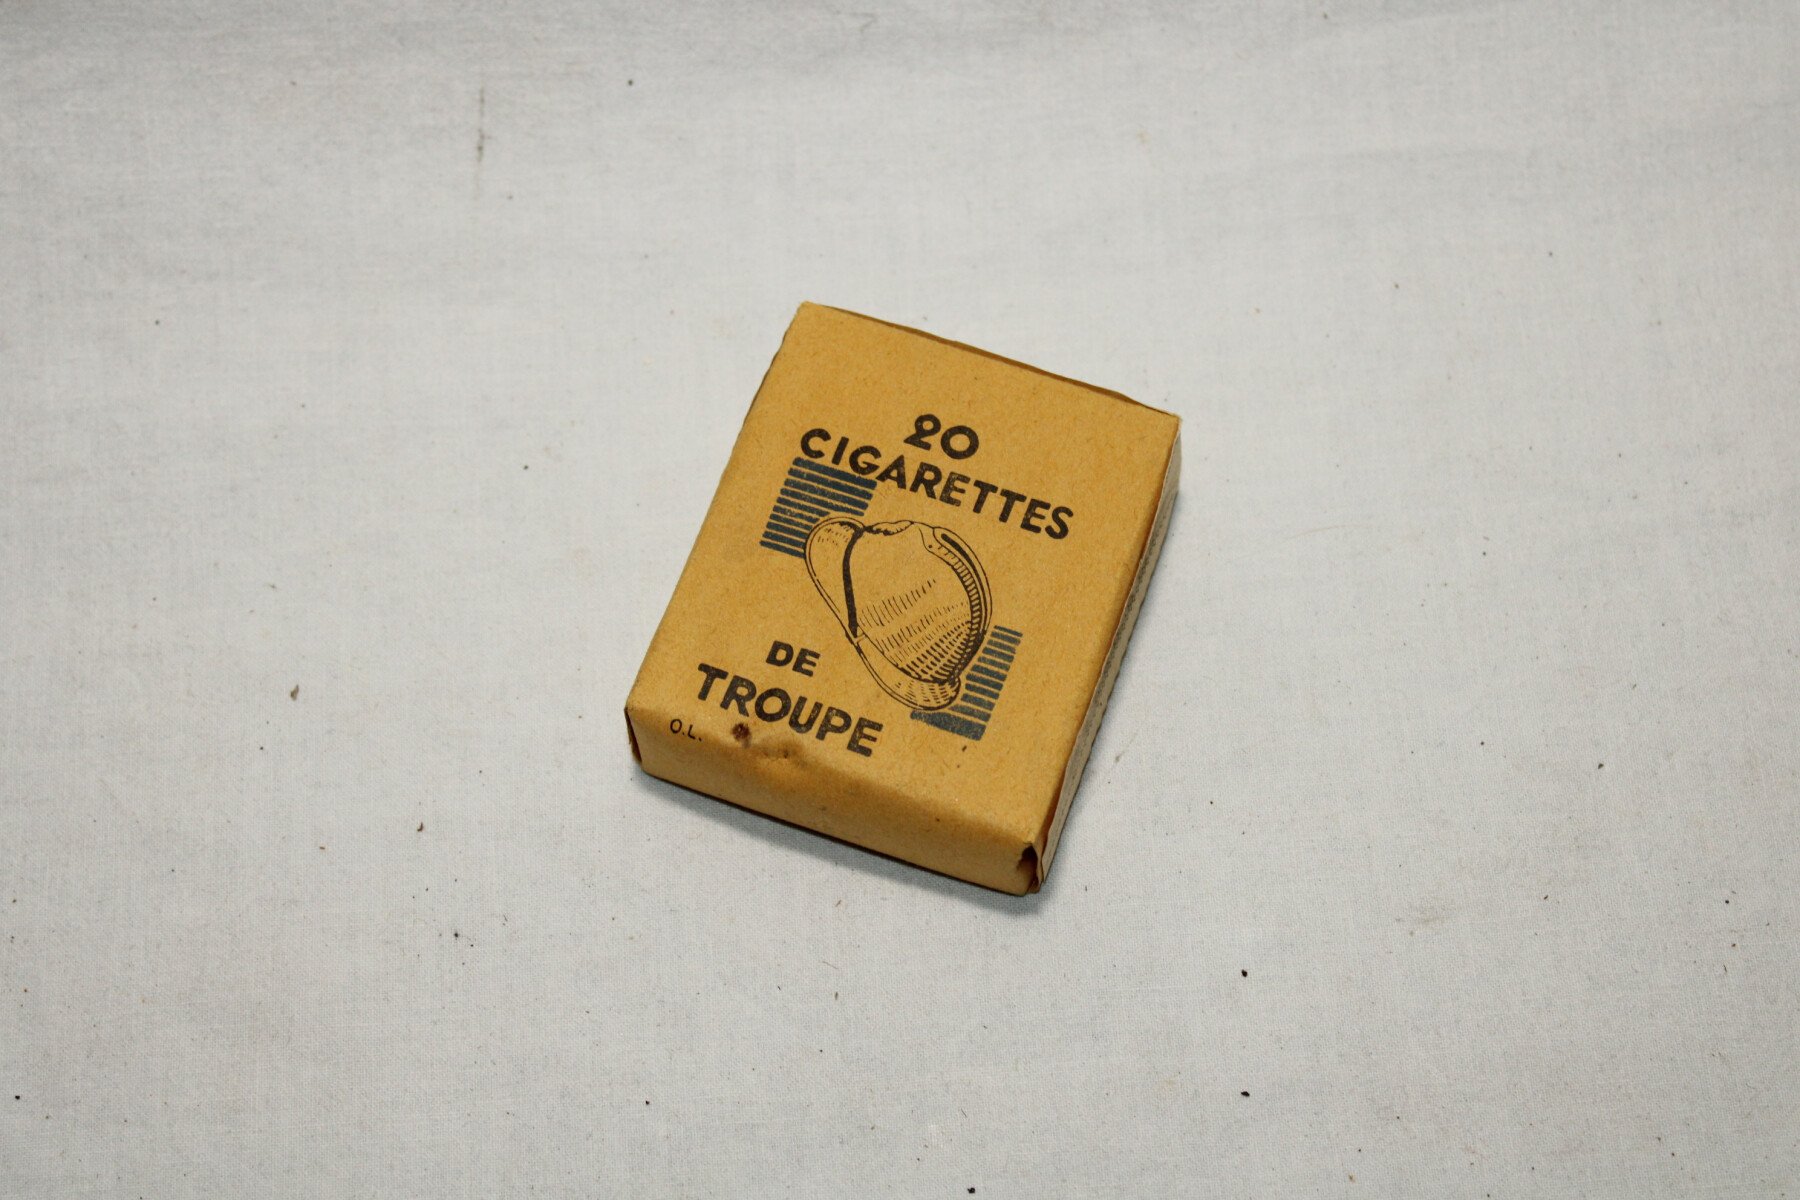 20
CIGARETTES
DE
TROUPE
O.L.